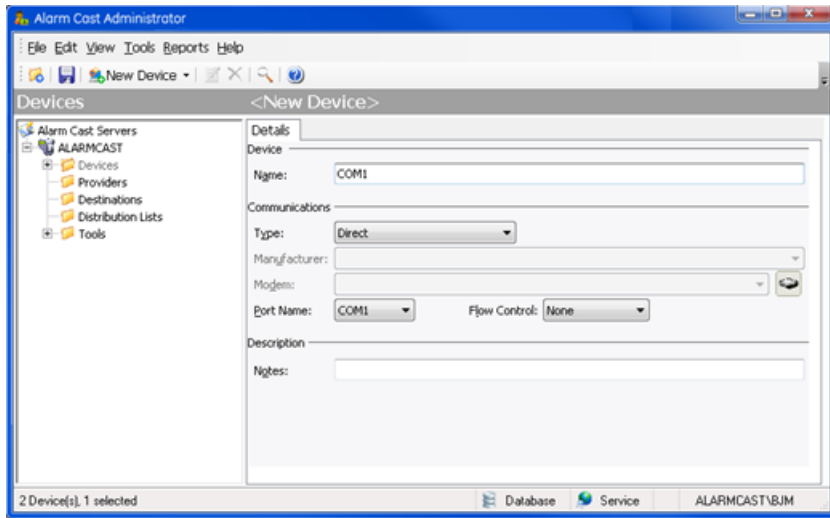 Alarm Cast Administrator
File Edit View Tools Reports Help
New Device
Devices
<New Device>
Alarm Cast Servers
ALARMCAST
Devices
Providers
Destinations
Distribution Lists
Tools
Details
Device
Name: COM1
Communications
Type: Direct
Manufacturer:
Modem:
Port Name: COM1 Flow Control: None
Description
Notes:
2 Device(s), 1 selected Database Service ALARMCAST\BJM